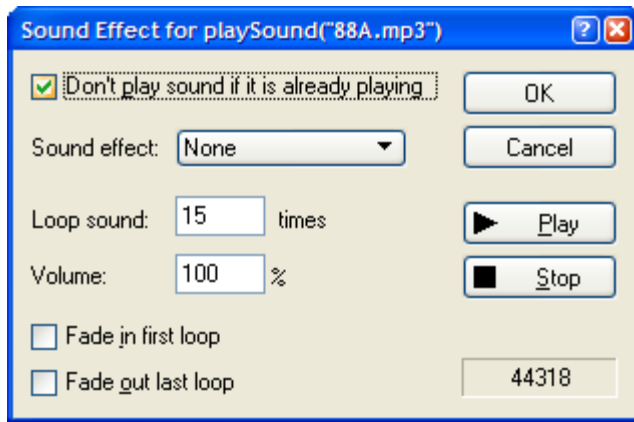 Sound Effect for playSound("88A.mp3")
Don't play sound if it is already playing
OK
Sound effect: None
Cancel
Loop sound: 15 times
Play
Volume: 100 %
Stop
Fade in first loop
Fade out last loop
44318